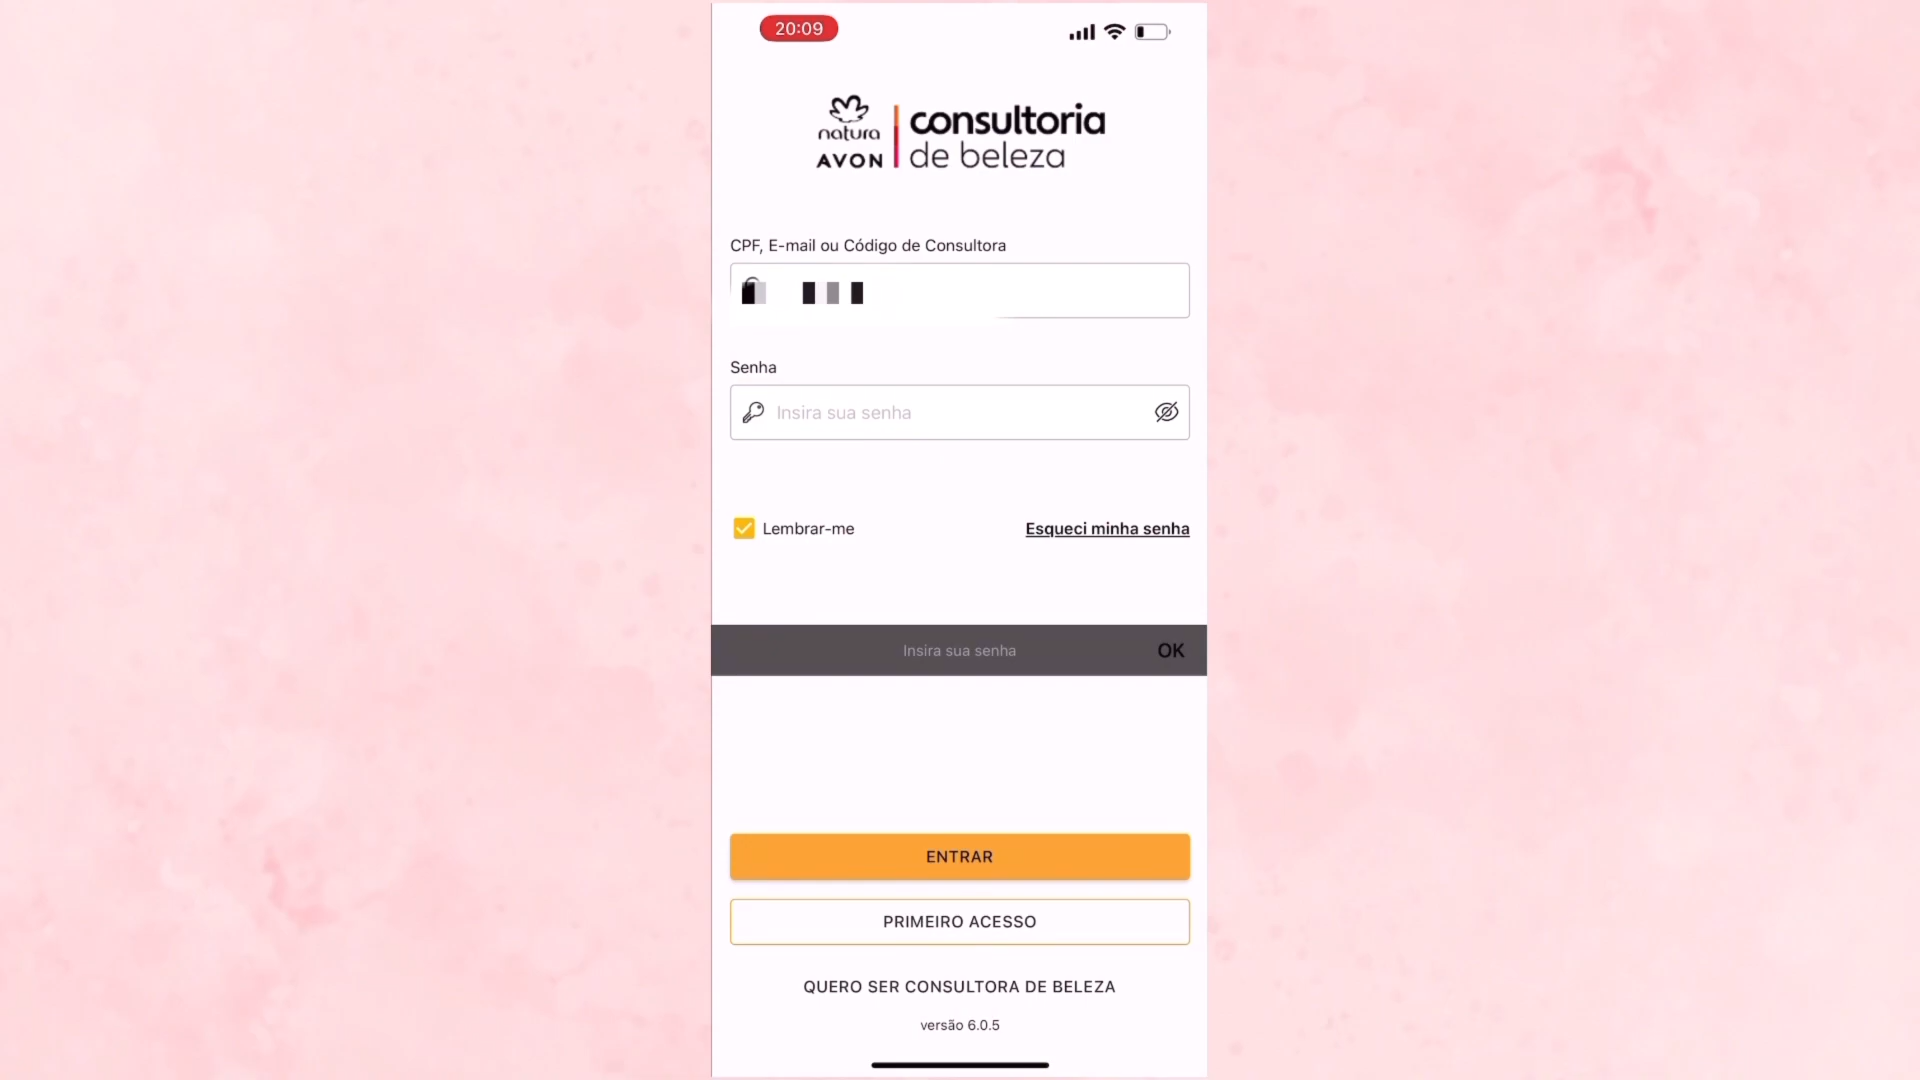 20:09
natura
AVON
consultoria
de beleza
CPF, E-mail ou Código de Consultora
Senha
Insira sua senha
Lembrar-me
Esqueci minha senha
Insira sua senha
OK
ENTRAR
PRIMEIRO ACESSO
QUERO SER CONSULTORA DE BELEZA
versão 6.0.5